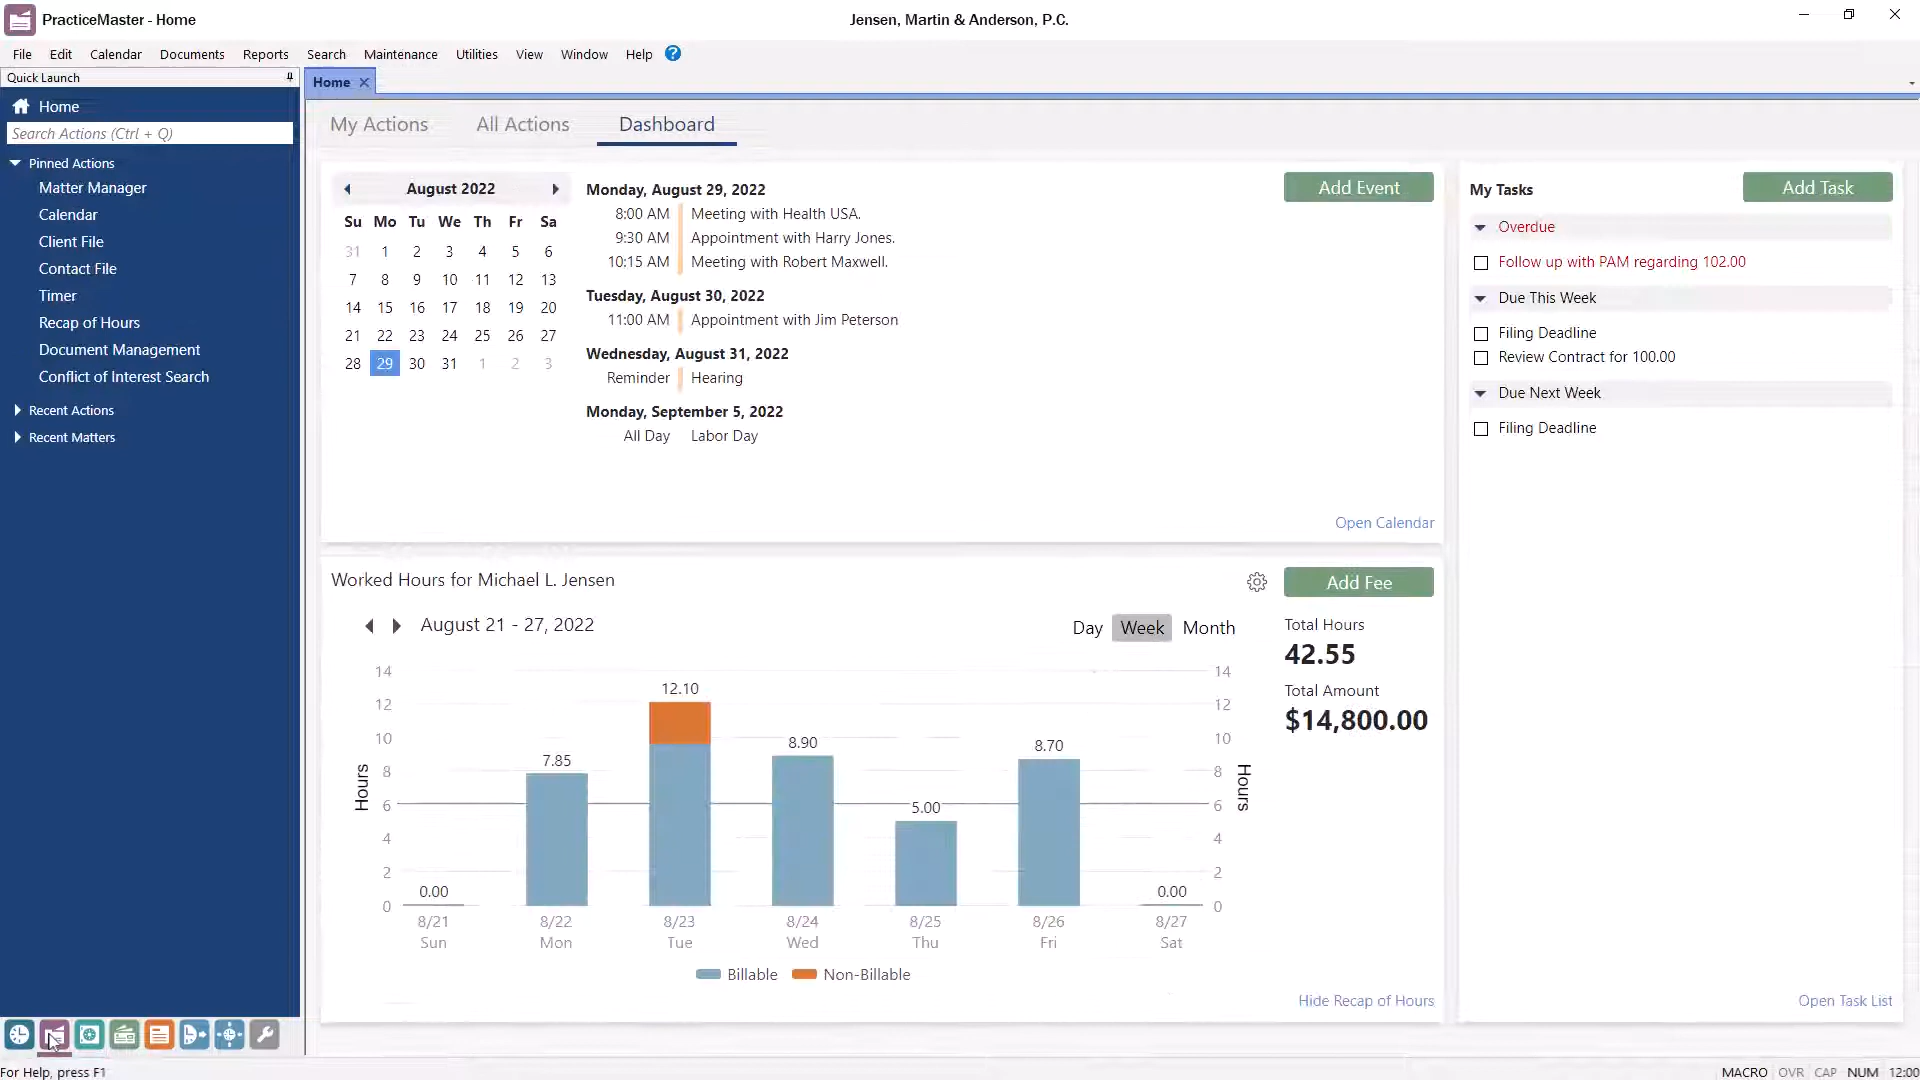 PracticeMaster - Home
Jensen, Martin & Anderson, P.C.
File Edit Calendar Documents Reports Search Maintenance Utilities View Window Help ?
Quick Launch
Home
Search Actions (Ctrl + Q)
Pinned Actions
Matter Manager
Calendar
Client File
Contact File
Timer
Recap of Hours
Document Management
Conflict of Interest Search
Recent Actions
Recent Matters
Home
My Actions All Actions Dashboard
August 2022
Su Mo Tu We Th Fr Sa
31 1 2 3 4 5 6
7 8 9 10 11 12 13
14 15 16 17 18 19 20
21 22 23 24 25 26 27
28 29 30 31 1 2 3
Monday, August 29, 2022
8:00 AM Meeting with Health USA.
9:30 AM Appointment with Harry Jones.
10:15 AM Meeting with Robert Maxwell.
Tuesday, August 30, 2022
11:00 AM Appointment with Jim Peterson
Wednesday, August 31, 2022
Reminder Hearing
Monday, September 5, 2022
All Day Labor Day
Add Event
Open Calendar
My Tasks
Add Task
Overdue
Follow up with PAM regarding 102.00
Due This Week
Filing Deadline
Review Contract for 100.00
Due Next Week
Filing Deadline
Open Task List
Worked Hours for Michael L. Jensen
Add Fee
August 21 - 27, 2022
Day Week Month
Total Hours
42.55
Total Amount
$14,800.00
Hours
14
12
10
8
6
4
2
0
0.00
7.85
12.10
8.90
5.00
8.70
0.00
14
12
10
8
6
4
2
0
Hours
8/21 8/22 8/23 8/24 8/25 8/26 8/27
Sun Mon Tue Wed Thu Fri Sat
Billable Non-Billable
Hide Recap of Hours
For Help, press F1
MACRO OVR CAP NUM 12:00